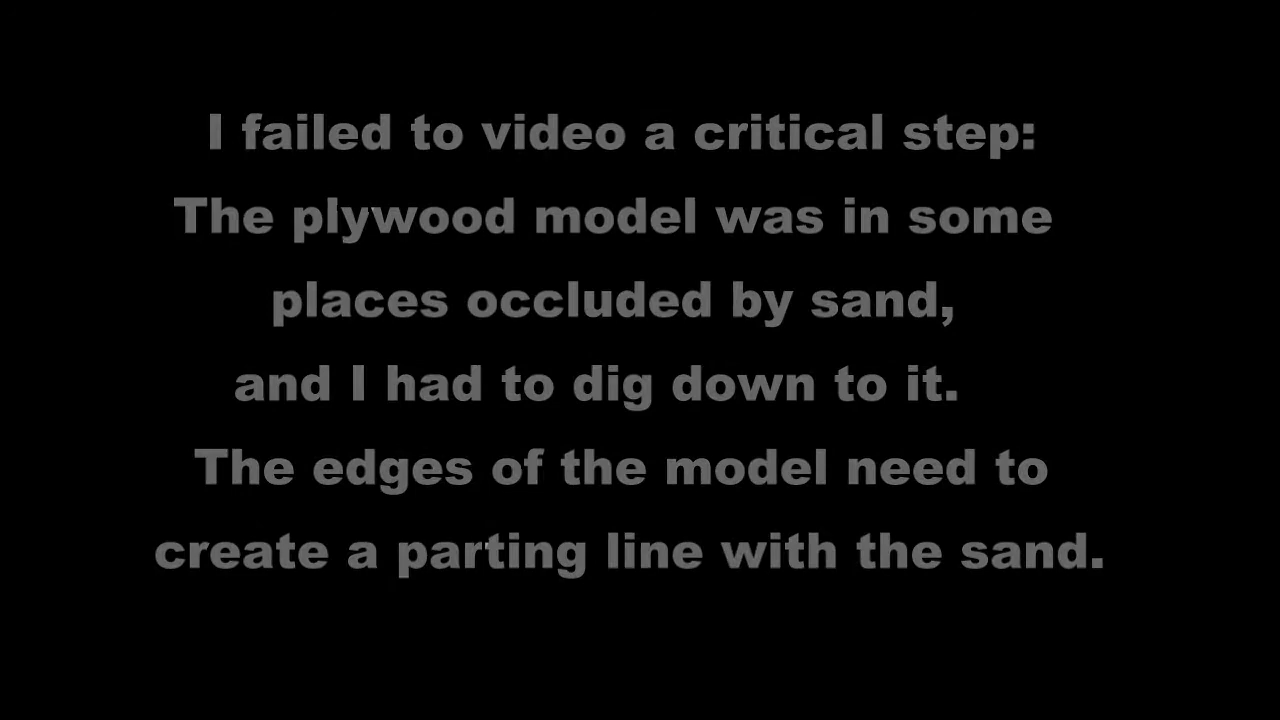 I failed to video a critical step:
The plywood model was in some
places occluded by sand,
and I had to dig down to it.
The edges of the model need to
create a parting line with the sand.